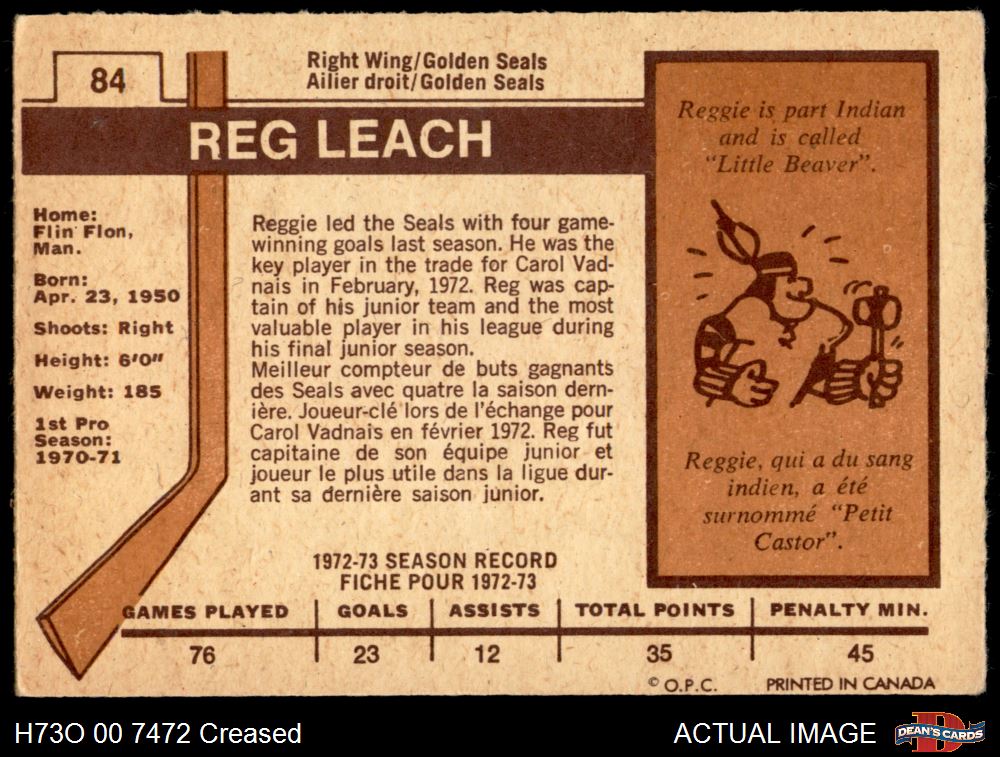 84
Right Wing/Golden Seals
Ailier droit/Golden Seals
REG LEACH
Home:
Flin Flon,
Man.
Born:
Apr. 23, 1950
Shoots: Right
Height: 6'0"
Weight: 185
1st Pro
Season:
1970-71
Reggie led the Seals with four game-
winning goals last season. He was the
key player in the trade for Carol Vad-
nais in February, 1972. Reg was cap-
tain of his junior team and the most
valuable player in his league during
his final junior season.
Meilleur compteur de buts gagnants
des Seals avec quatre la saison dern-
ière. Joueur-clé lors de l'échange pour
Carol Vadnais en février 1972. Reg fut
capitaine de son équipe junior et
joueur le plus utile dans la ligue dur-
ant sa dernière saison junior.
Reggie is part Indian
and is called
"Little Beaver".
Reggie, qui a du sang
indien, a été
surnommé "Petit
Castor".
1972-73 SEASON RECORD
FICHE POUR 1972-73
GAMES PLAYED GOALS ASSISTS TOTAL POINTS PENALTY MIN.
76 23 12 35 45
© O.P.C. PRINTED IN CANADA
H73O 00 7472 Creased
ACTUAL IMAGE
D
DEAN'S CARDS